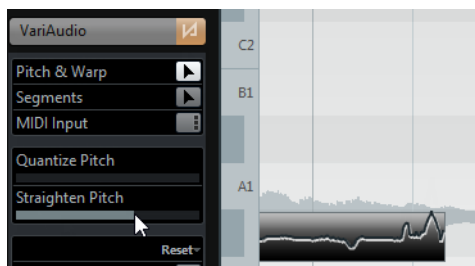 VariAudio
Pitch & Warp
Segments
MIDI Input
Quantize Pitch
Straighten Pitch
Reset
C2
B1
A1